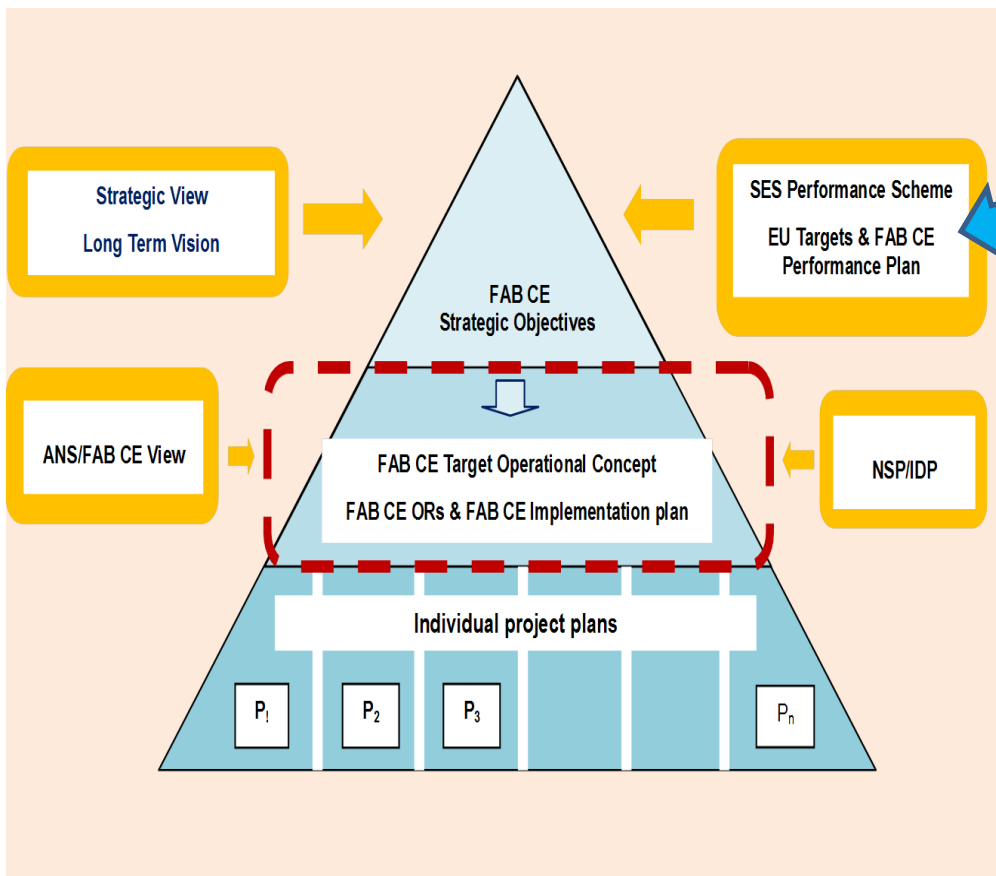 Strategic View
Long Term Vision
SES Performance Scheme
EU Targets & FAB CE
Performance Plan
FAB CE
Strategic Objectives
ANS/FAB CE View
FAB CE Target Operational Concept
FAB CE ORs & FAB CE Implementation plan
NSP/IDP
Individual project plans
P!
P2
P3
Pn